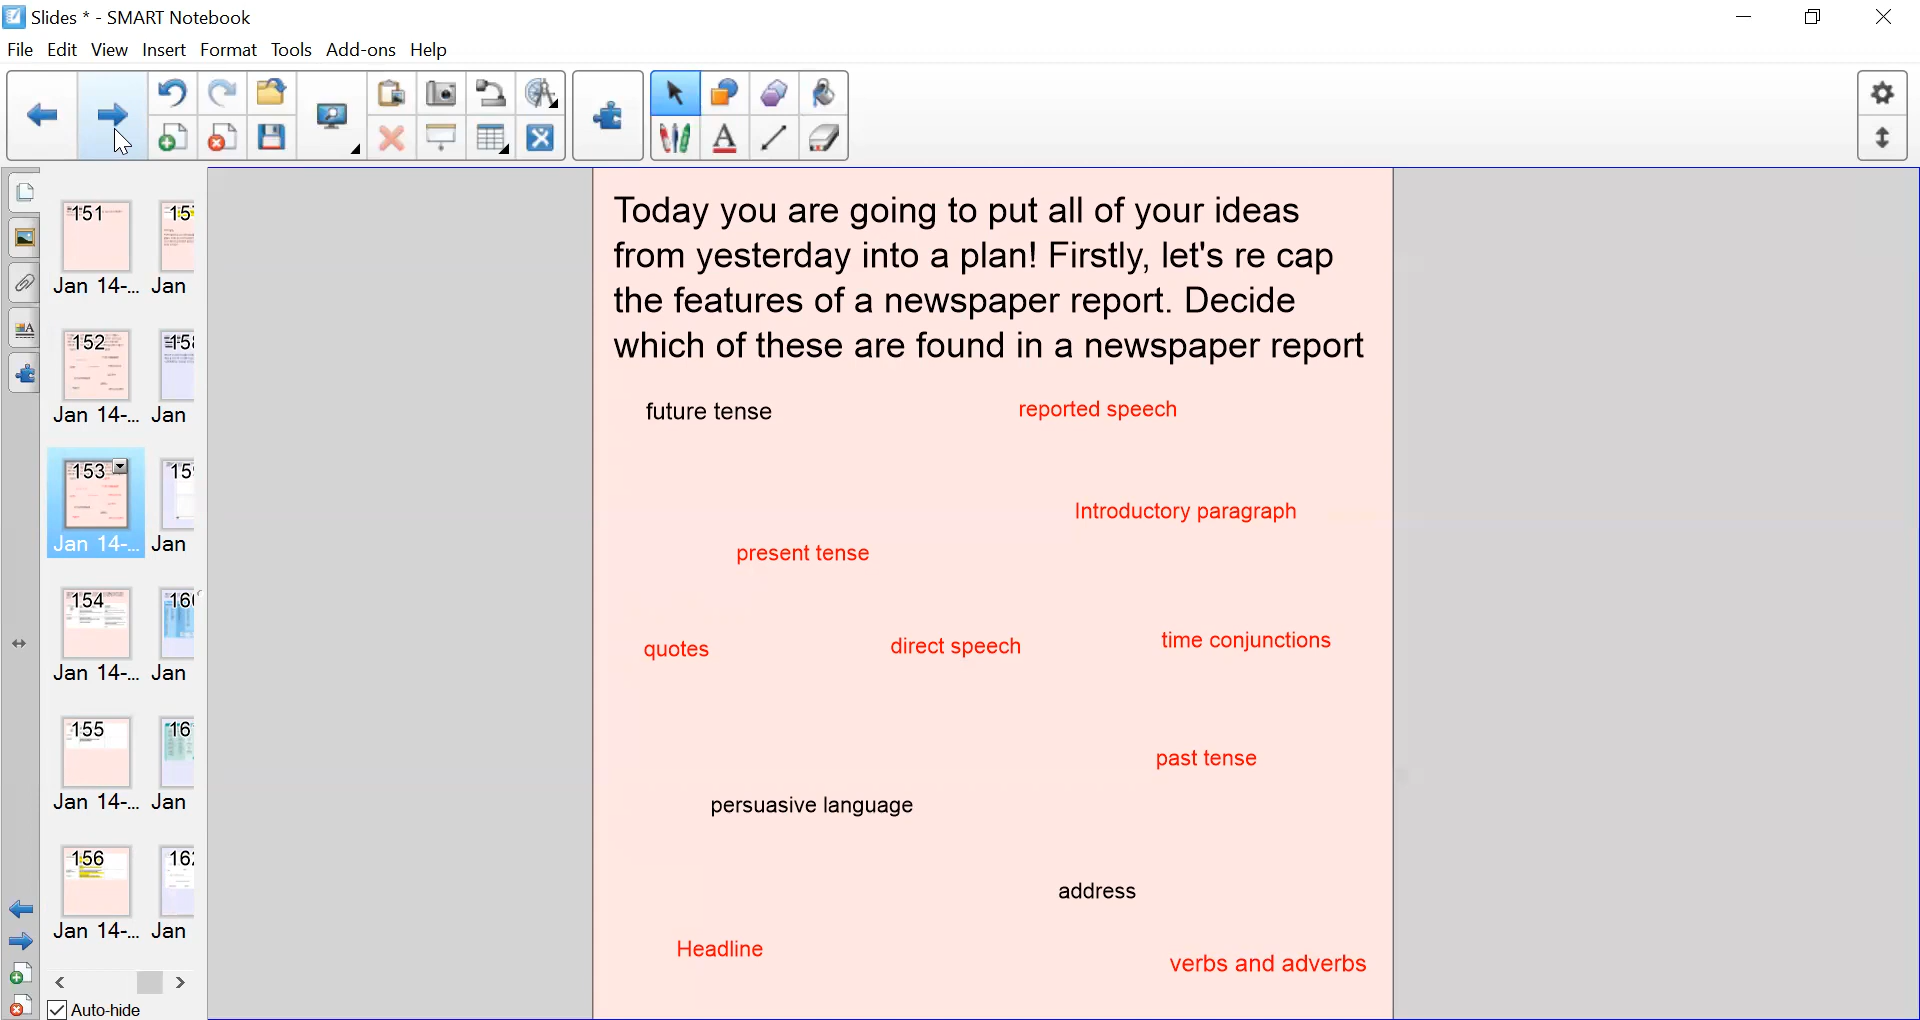 Slides * - SMART Notebook
File Edit View Insert Format Tools Add-ons Help
151
Jan 14-... Jan
152
Jan 14-... Jan
153
Jan 14-... Jan
154
Jan 14-... Jan
155
Jan 14-... Jan
156
Jan 14-... Jan
Auto-hide
Today you are going to put all of your ideas
from yesterday into a plan! Firstly, let's re cap
the features of a newspaper report. Decide
which of these are found in a newspaper report
future tense
reported speech
Introductory paragraph
present tense
quotes
direct speech
time conjunctions
past tense
persuasive language
address
Headline
verbs and adverbs